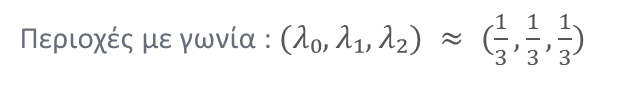 Περιοχές με γωνία : (𝜆₀, 𝜆₁, 𝜆₂) ≈ (1/3, 1/3, 1/3)